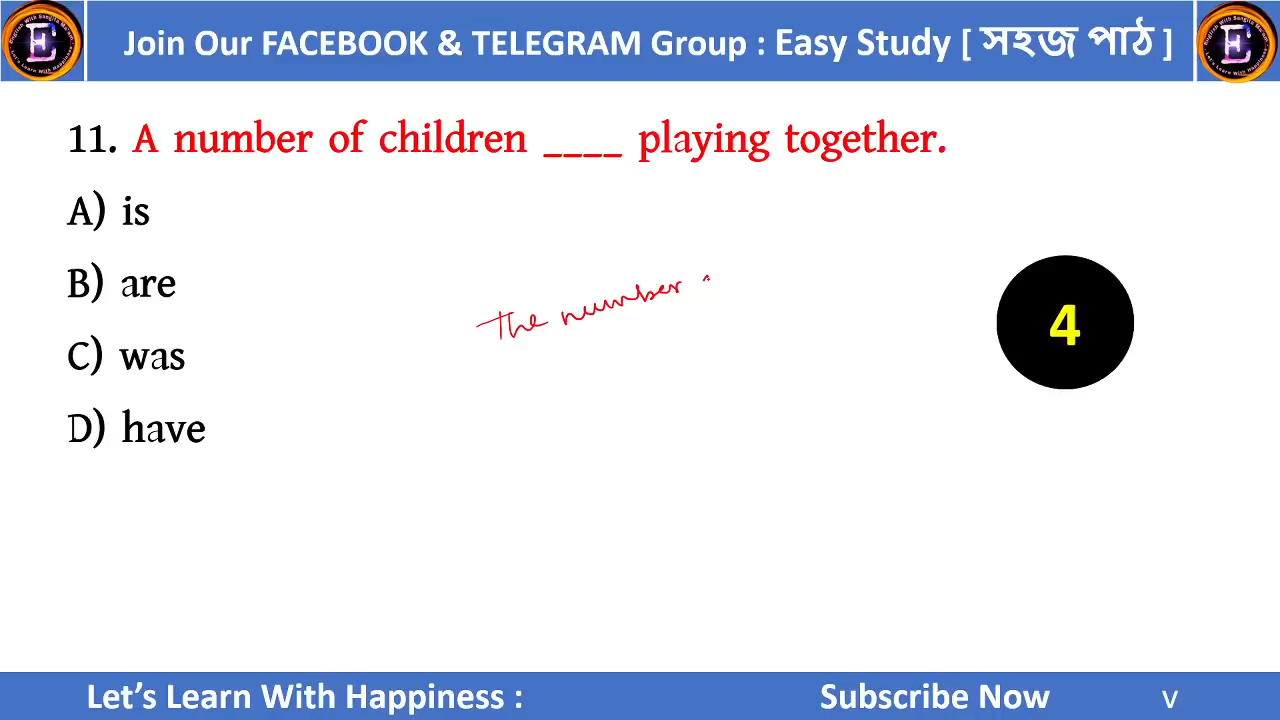 Join Our FACEBOOK & TELEGRAM Group : Easy Study [ সহজ পাঠ ]
11. A number of children ____ playing together.
A) is
B) are
C) was
D) have
The number
4
Let's Learn With Happiness :
Subscribe Now
V